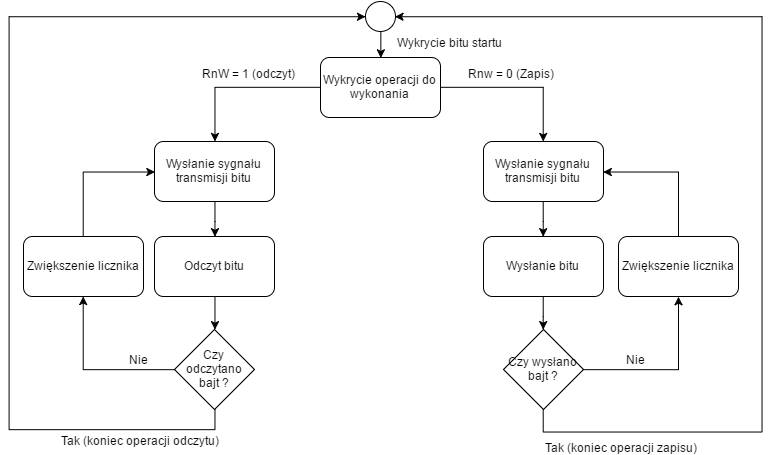 Wykrycie bitu startu
RnW = 1 (odczyt)
Rnw = 0 (Zapis)
Wykrycie operacji do
wykonania
Wysłanie sygnału
transmisji bitu
Wysłanie sygnału
transmisji bitu
Zwiększenie licznika
Odczyt bitu
Wysłanie bitu
Zwiększenie licznika
Nie
Czy
odczytano
bajt ?
Czy wysłano
bajt ?
Nie
Tak (koniec operacji odczytu)
Tak (koniec operacji zapisu)